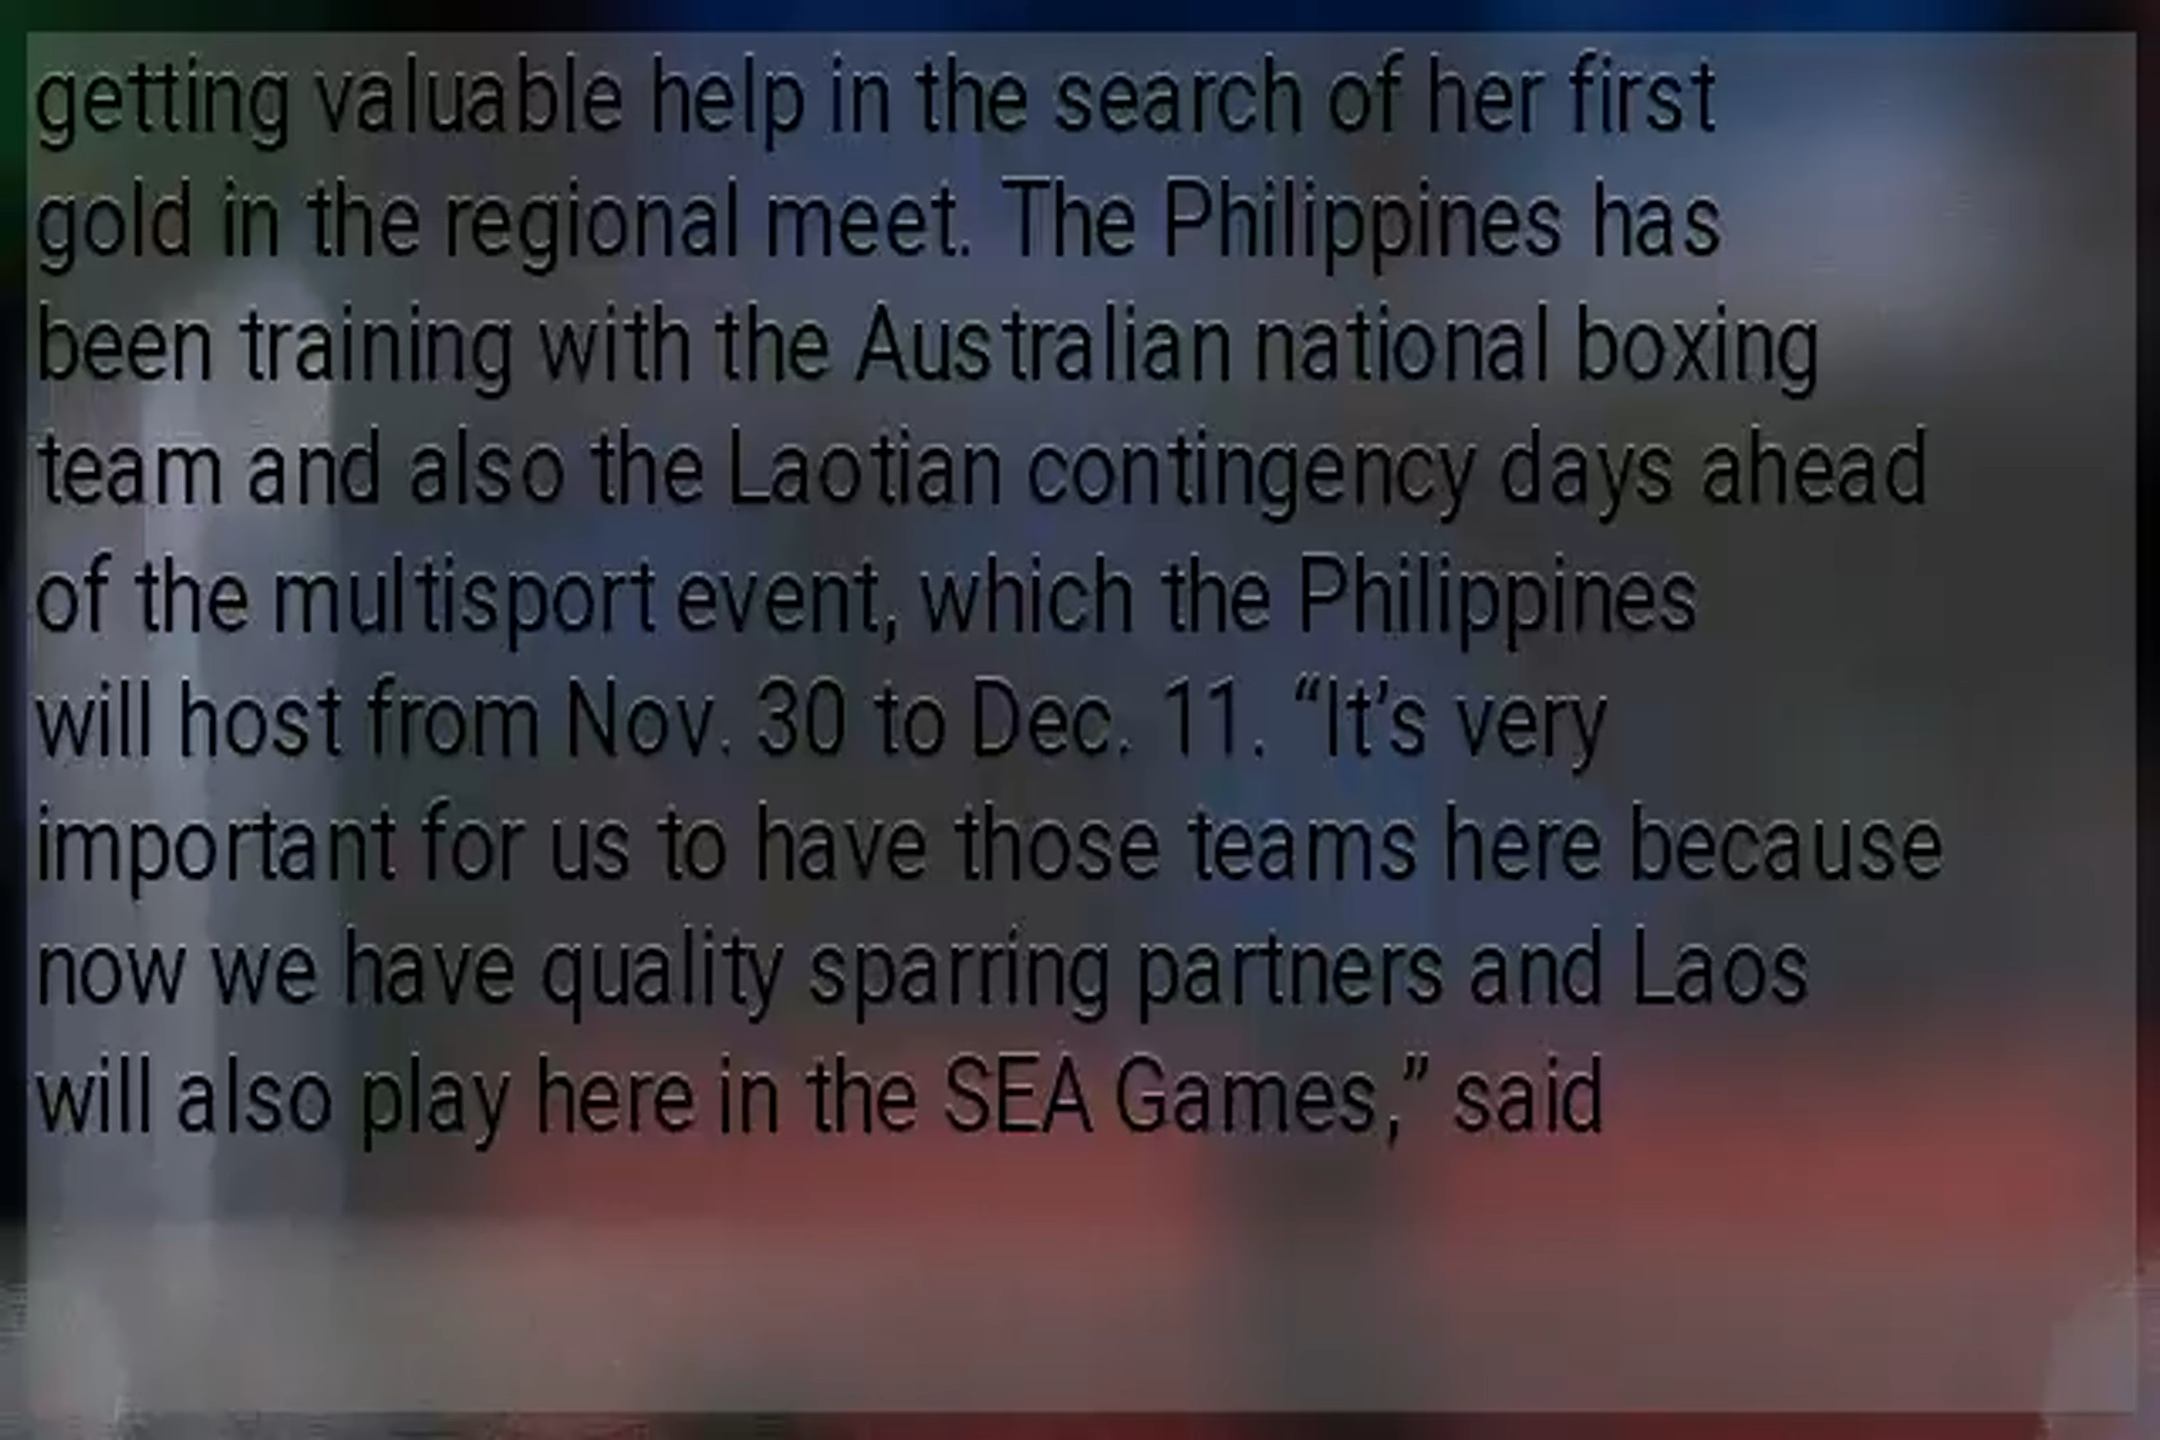 getting valuable help in the search of her first
gold in the regional meet. The Philippines has
been training with the Australian national boxing
team and also the Laotian contingency days ahead
of the multisport event, which the Philippines
will host from Nov. 30 to Dec. 11. “It’s very
important for us to have those teams here because
now we have quality sparring partners and Laos
will also play here in the SEA Games,” said